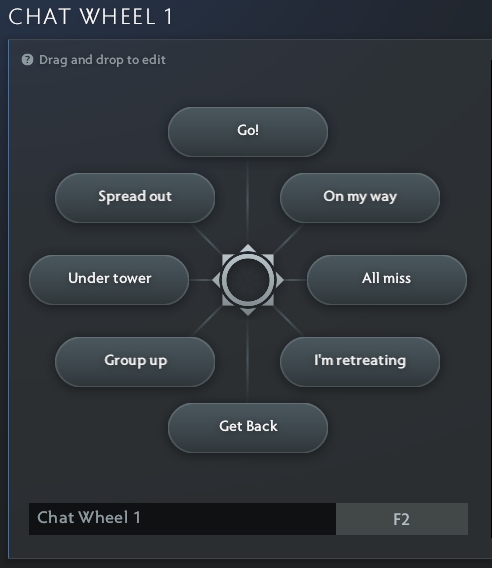 CHAT WHEEL 1
? Drag and drop to edit
Go!
Spread out
On my way
Under tower
All miss
Group up
I'm retreating
Get Back
Chat Wheel 1
F2